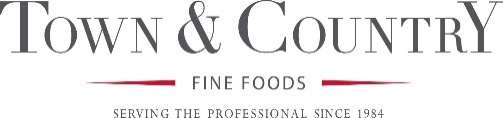 TOWN & COUNTRY
FINE FOODS
SERVING THE PROFESSIONAL SINCE 1984